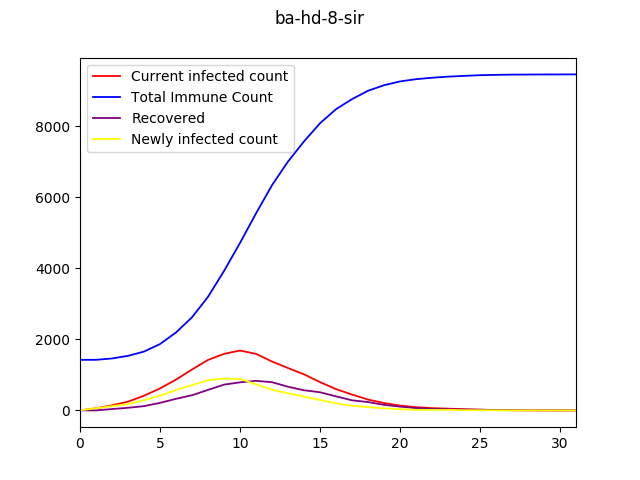 ba-hd-8-sir
Current infected count
Total Immune Count
Recovered
Newly infected count
8000
6000
4000
2000
0
0 5 10 15 20 25 30